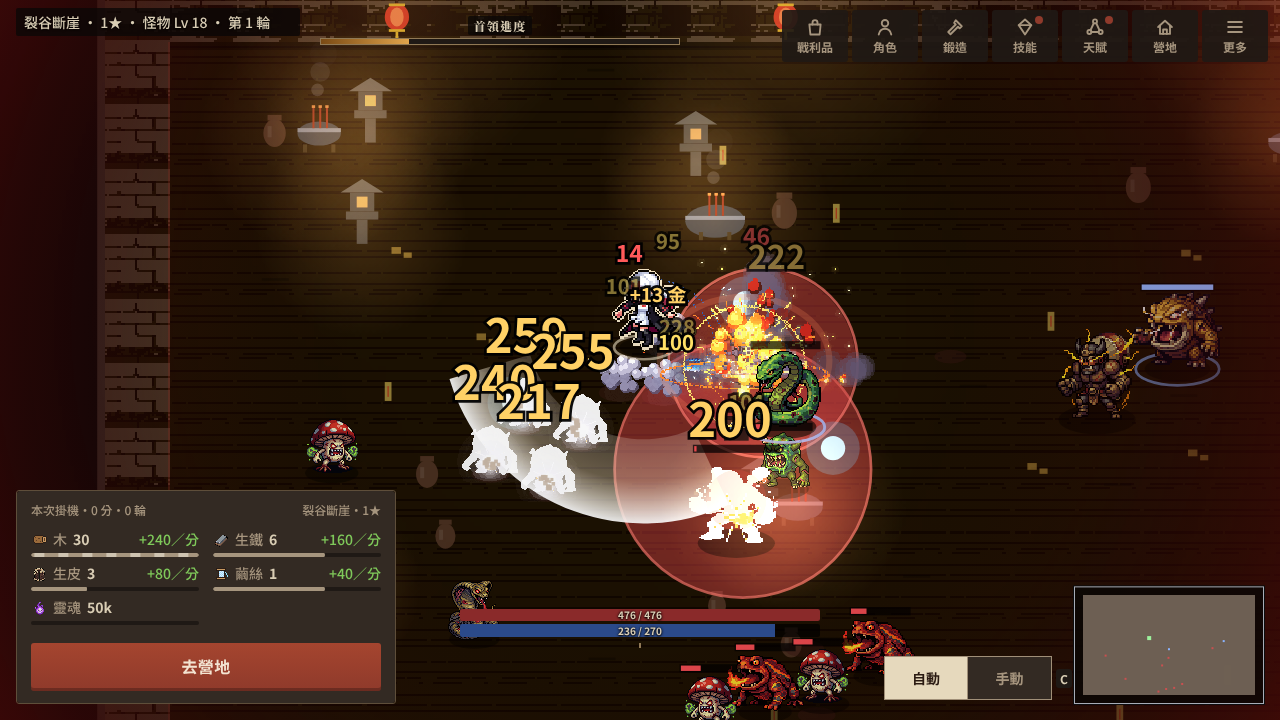 裂谷斷崖 · 1★ · 怪物 Lv 18 · 第 1 輪
首領進度
戰利品
角色
鍛造
技能
天賦
營地
更多
46
95
14
222
+13 金
228
100
250
255
240
217
200
本次掛機 · 0 分 · 0 輪
裂谷斷崖 · 1★
木 30
+240／分
生鐵 6
+160／分
生皮 3
+80／分
繭絲 1
+40／分
靈魂 50k
去營地
476 / 476
236 / 270
自動
手動
C